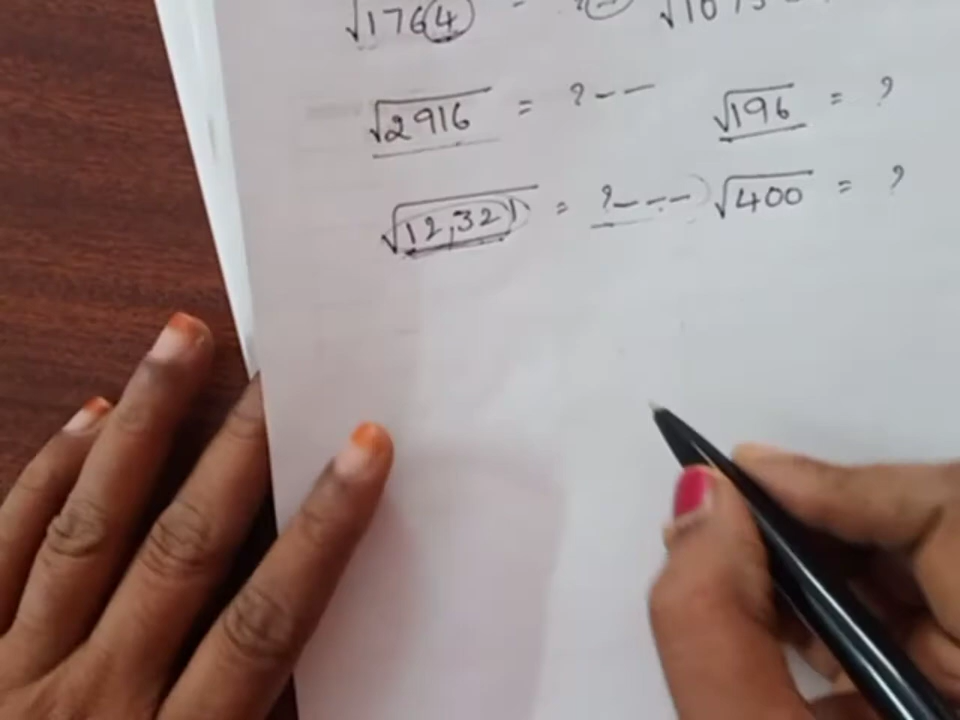 √1764 = ?
√2916 = ?-- √196 = ?
√12,321 = ?--- √400 = ?